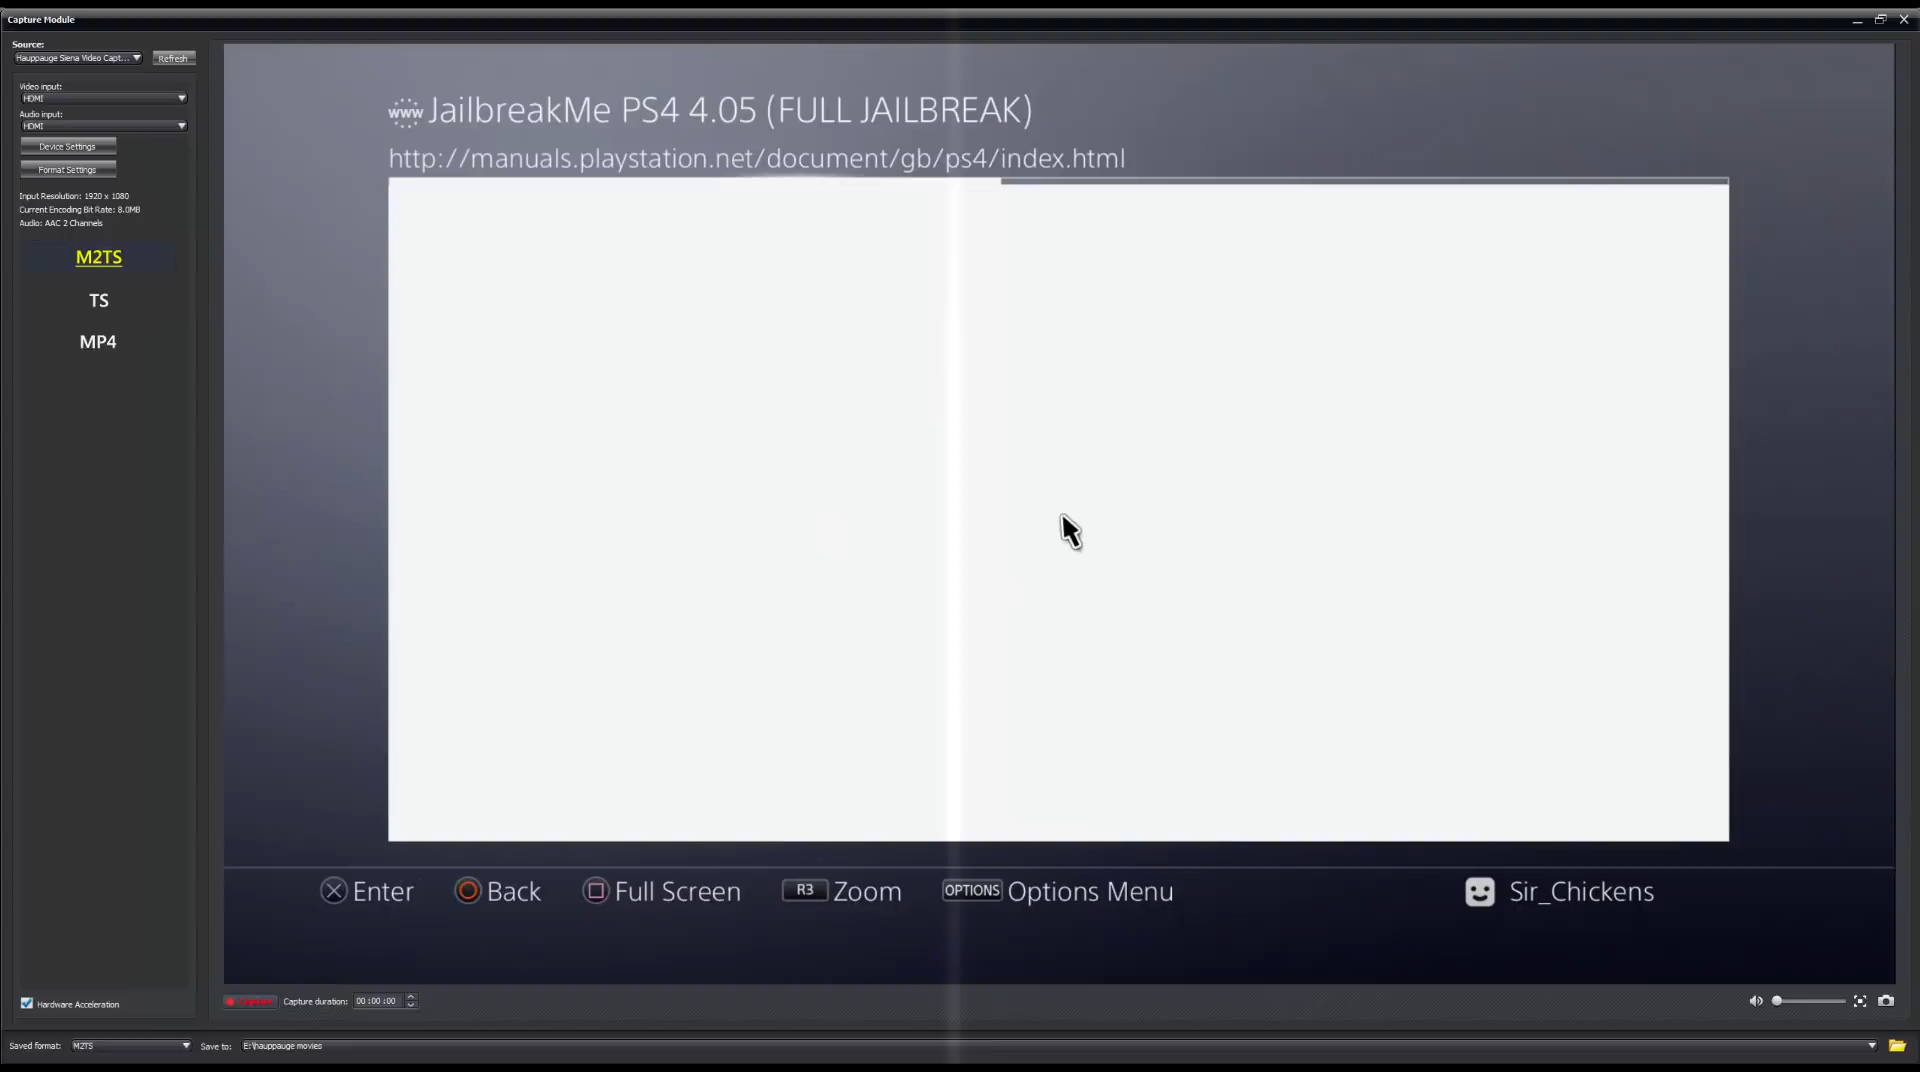 Capture Module
Source:
Hauppauge Siena Video Capt...
Refresh
Video input:
HDMI
Audio input:
HDMI
Device Settings
Format Settings
Input Resolution: 1920 x 1080
Current Encoding Bit Rate: 8.0MB
Audio: AAC 2 Channels
M2TS
TS
MP4
www JailbreakMe PS4 4.05 (FULL JAILBREAK)
http://manuals.playstation.net/document/gb/ps4/index.html
Enter
Back
Full Screen
R3 Zoom
OPTIONS Options Menu
Sir_Chickens
Hardware Acceleration
Capture
Capture duration: 00:00:00
Saved format: M2TS
Save to: E:\hauppauge movies